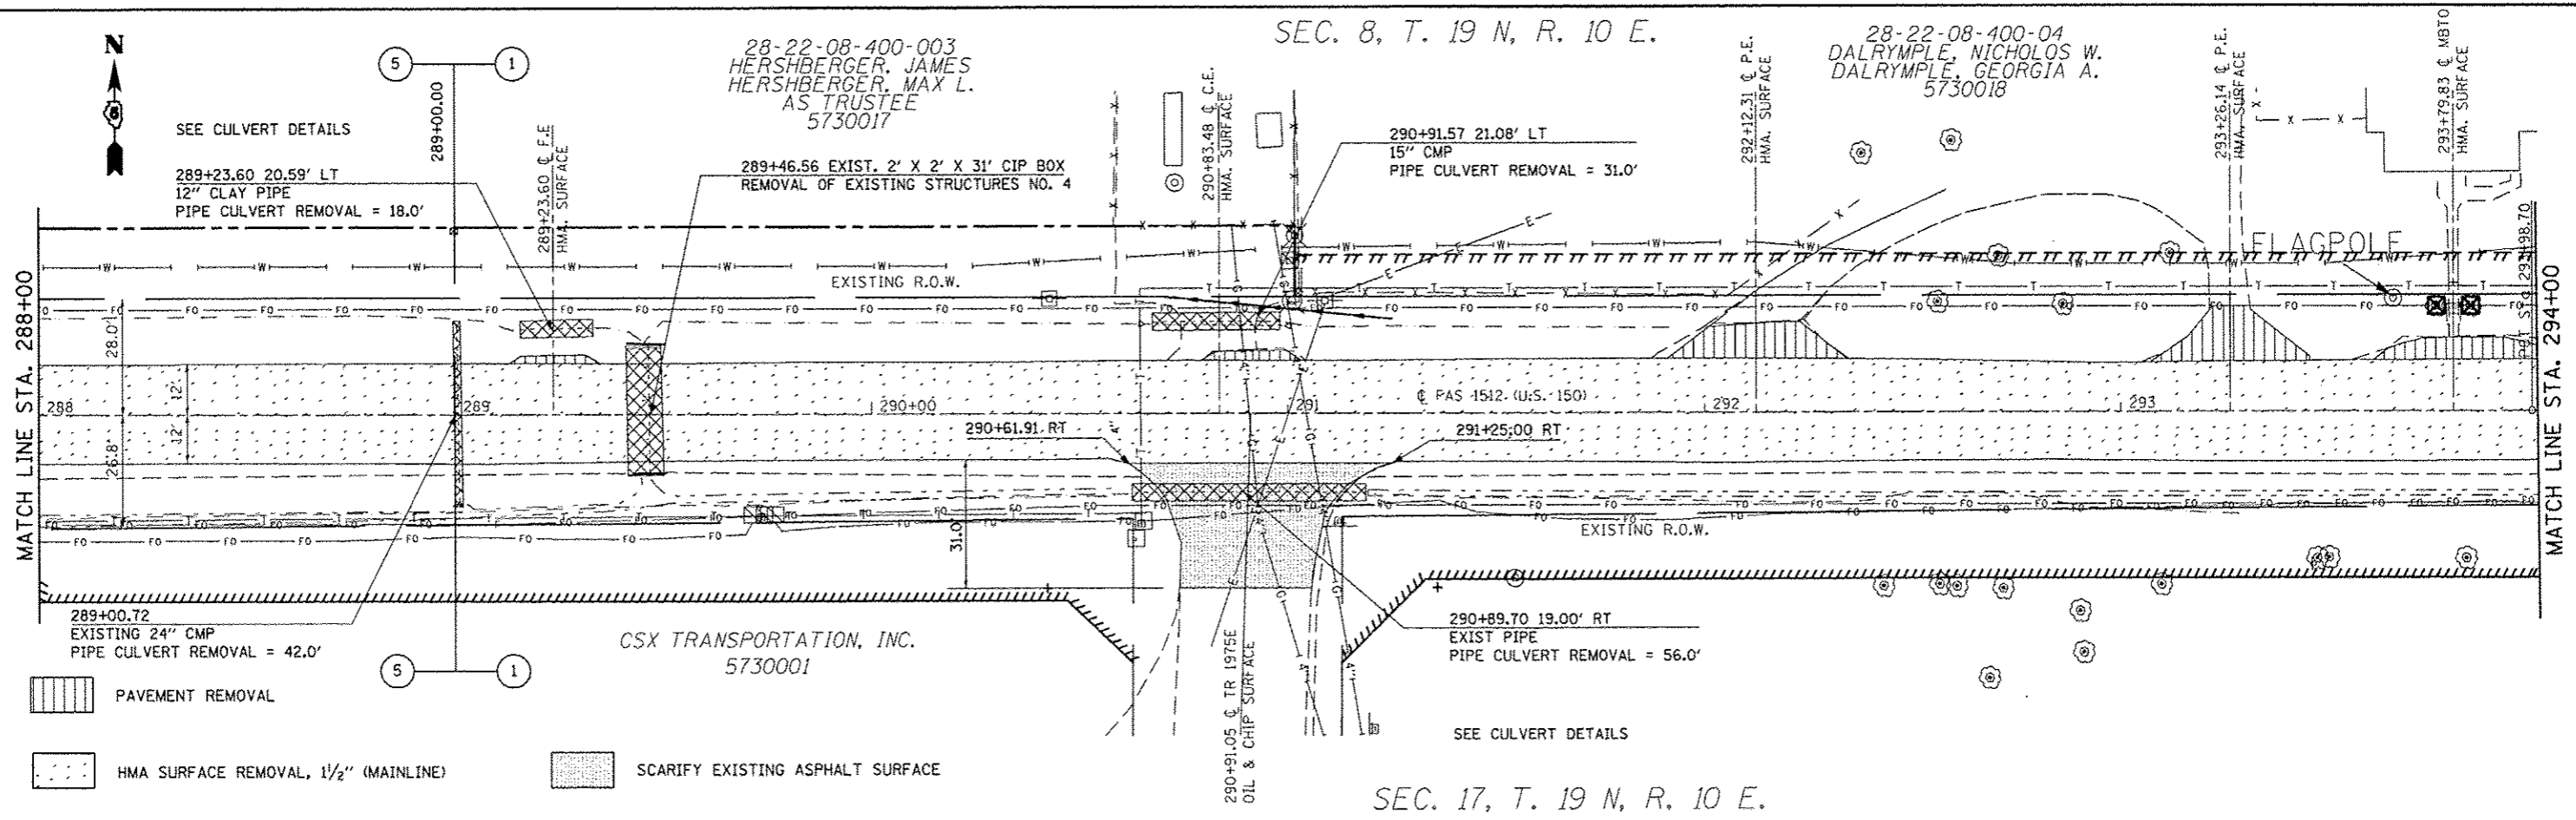 SEC. 8, T. 19 N, R. 10 E.
N
5
1
289+00.00
28-22-08-400-003
HERSHBERGER, JAMES
HERSHBERGER, MAX L.
AS TRUSTEE
5730017
28-22-08-400-04
DALRYMPLE, NICHOLOS W.
DALRYMPLE, GEORGIA A.
5730018
SEE CULVERT DETAILS
289+23.60 20.59' LT
12" CLAY PIPE
PIPE CULVERT REMOVAL = 18.0'
289+23.60 ℄ F.E
HMA. SURFACE
289+46.56 EXIST. 2' X 2' X 31' CIP BOX
REMOVAL OF EXISTING STRUCTURES NO. 4
290+83.48 ℄ C.E.
HMA. SURFACE
290+91.57 21.08' LT
15" CMP
PIPE CULVERT REMOVAL = 31.0'
292+12.31 ℄ P.E.
HMA. SURFACE
293+26.14 ℄ P.E.
HMA. SURFACE
293+79.83 ℄ MBTO
HMA. SURFACE
FLAGPOLE
EXISTING R.O.W.
MATCH LINE STA. 288+00
MATCH LINE STA. 294+00
28.0'
12'
12'
26.8'
288
289
290+00
291
℄ PAS 1512 (U.S. 150)
292
293
290+61.91 RT
291+25.00 RT
31.0'
EXISTING R.O.W.
289+00.72
EXISTING 24" CMP
PIPE CULVERT REMOVAL = 42.0'
5
1
CSX TRANSPORTATION, INC.
5730001
290+91.05 ℄ TR 1975E
OIL & CHIP SURFACE
290+89.70 19.00' RT
EXIST PIPE
PIPE CULVERT REMOVAL = 56.0'
SEE CULVERT DETAILS
PAVEMENT REMOVAL
HMA SURFACE REMOVAL, 1½" (MAINLINE)
SCARIFY EXISTING ASPHALT SURFACE
SEC. 17, T. 19 N, R. 10 E.